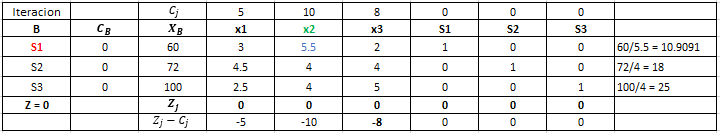 Iteracion C_j 5 10 8 0 0 0
B C_B X_B x1 x2 x3 S1 S2 S3
S1 0 60 3 5.5 2 1 0 0 60/5.5 = 10.9091
S2 0 72 4.5 4 4 0 1 0 72/4 = 18
S3 0 100 2.5 4 5 0 0 1 100/4 = 25
Z = 0 Z_j 0 0 0 0 0 0
Z_j − C_j -5 -10 -8 0 0 0